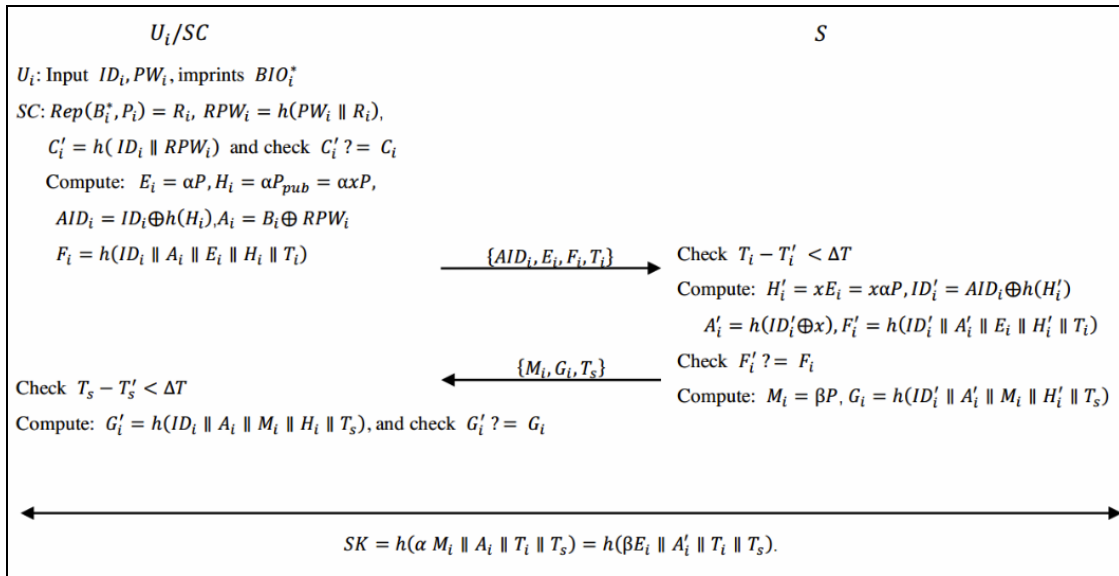 U_i/SC
S
U_i: Input ID_i, PW_i, imprints BIO_i^*
SC: Rep(B_i^*, P_i) = R_i, RPW_i = h(PW_i ∥ R_i),
C_i' = h( ID_i ∥ RPW_i) and check C_i' ?= C_i
Compute: E_i = αP, H_i = αP_pub = αxP,
AID_i = ID_i⊕h(H_i), A_i = B_i⊕ RPW_i
F_i = h(ID_i ∥ A_i ∥ E_i ∥ H_i ∥ T_i)
{AID_i, E_i, F_i, T_i}
Check T_i − T_i' < ΔT
Compute: H_i' = xE_i = xαP, ID_i' = AID_i⊕h(H_i')
A_i' = h(ID_i'⊕x), F_i' = h(ID_i' ∥ A_i' ∥ E_i ∥ H_i' ∥ T_i)
Check F_i' ?= F_i
Compute: M_i = βP, G_i = h(ID_i' ∥ A_i' ∥ M_i ∥ H_i' ∥ T_s)
{M_i, G_i, T_s}
Check T_s − T_s' < ΔT
Compute: G_i' = h(ID_i ∥ A_i ∥ M_i ∥ H_i ∥ T_s), and check G_i' ?= G_i
SK = h(α M_i ∥ A_i ∥ T_i ∥ T_s) = h(βE_i ∥ A_i' ∥ T_i ∥ T_s).